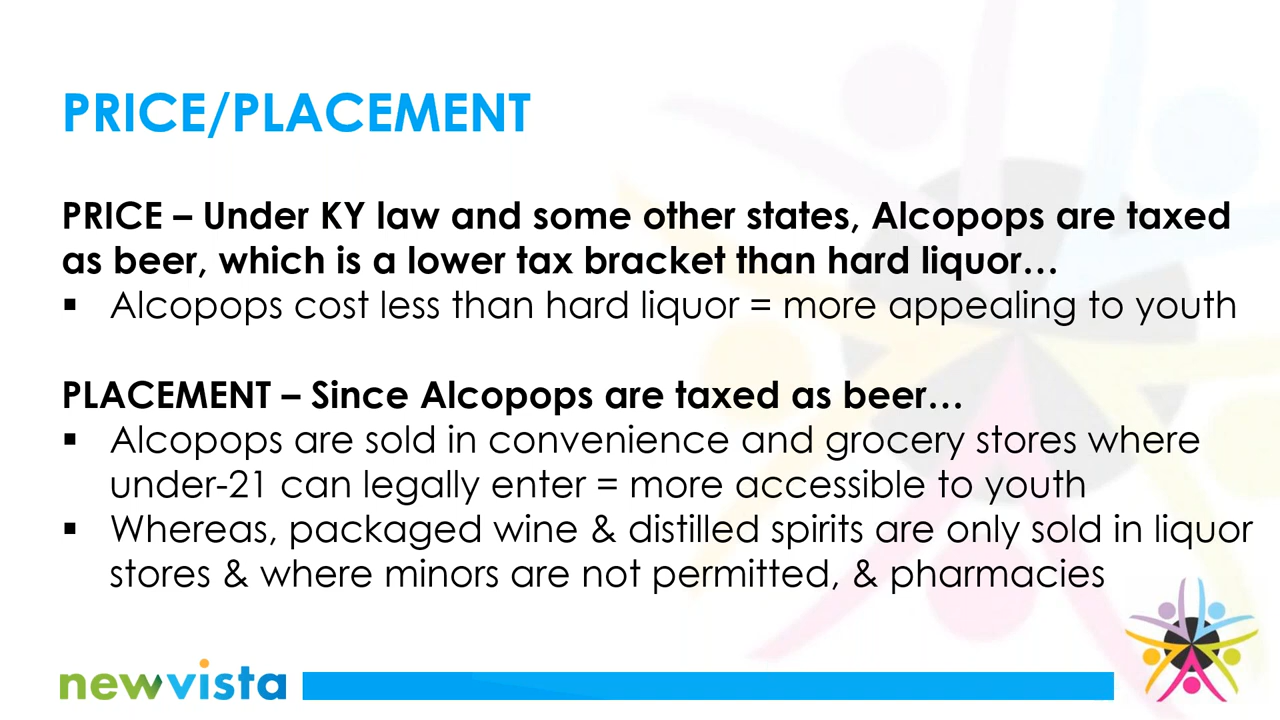 PRICE/PLACEMENT
PRICE – Under KY law and some other states, Alcopops are taxed
as beer, which is a lower tax bracket than hard liquor…
▪ Alcopops cost less than hard liquor = more appealing to youth
PLACEMENT – Since Alcopops are taxed as beer…
▪ Alcopops are sold in convenience and grocery stores where
under-21 can legally enter = more accessible to youth
▪ Whereas, packaged wine & distilled spirits are only sold in liquor
stores & where minors are not permitted, & pharmacies
newvista